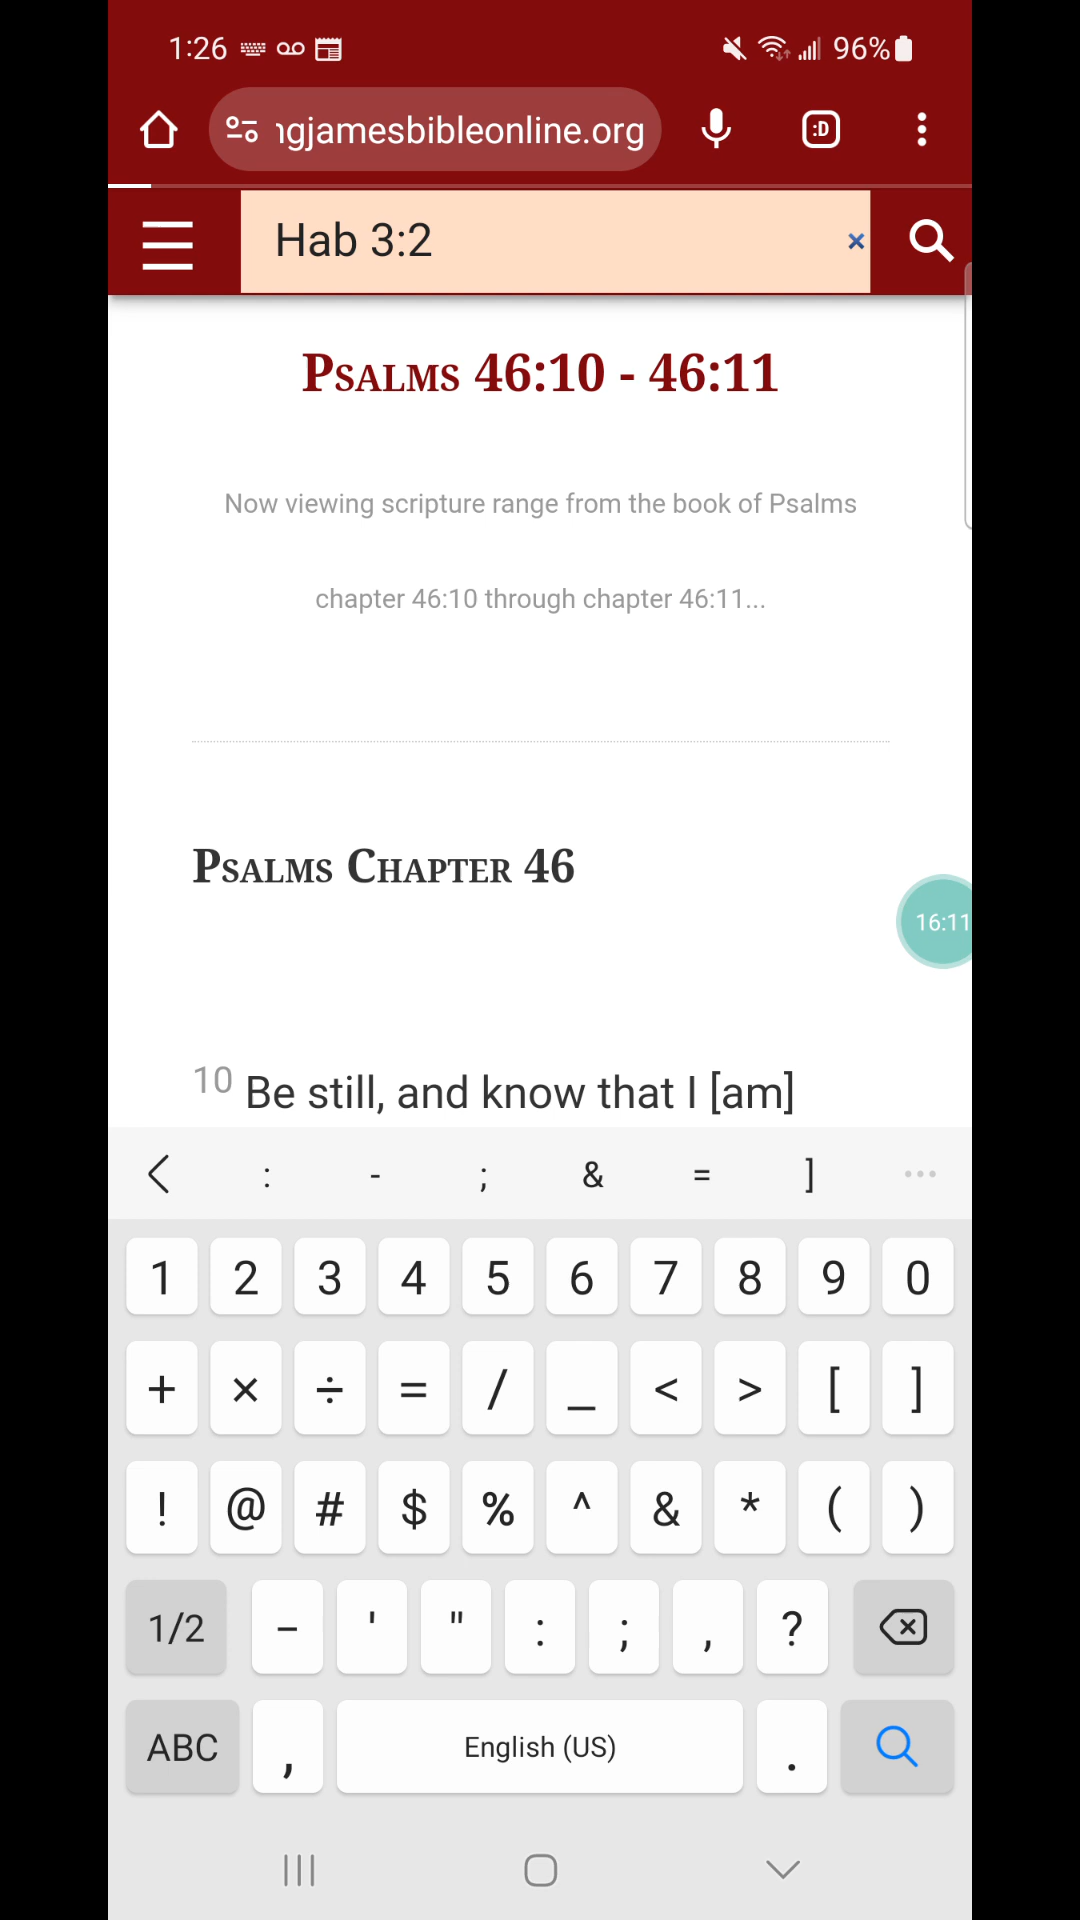 1:26 96%
ngjamesbibleonline.org :D
Hab 3:2 ×
PSALMS 46:10 - 46:11
Now viewing scripture range from the book of Psalms
chapter 46:10 through chapter 46:11...
PSALMS CHAPTER 46
16:11
10 Be still, and know that I [am]
: - ; & = ] ...
1 2 3 4 5 6 7 8 9 0
+ × ÷ = / _ < > [ ]
! @ # $ % ^ & * ( )
1/2 - ' " : ; , ?
ABC , English (US) .